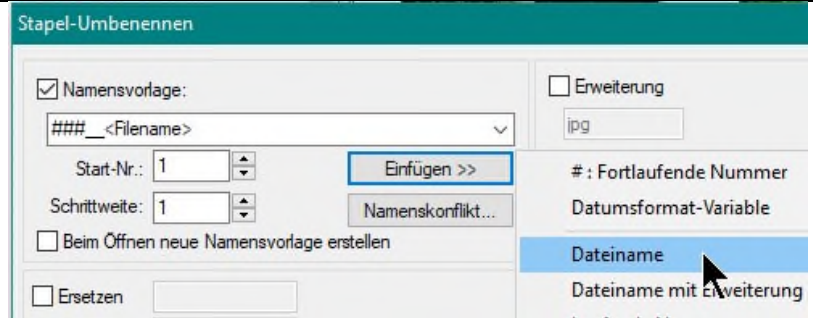 Stapel-Umbenennen
Namensvorlage:
###__<Filename>
Start-Nr.: 1
Einfügen >>
Schrittweite: 1
Namenskonflikt...
Beim Öffnen neue Namensvorlage erstellen
Ersetzen
Erweiterung
jpg
# : Fortlaufende Nummer
Datumsformat-Variable
Dateiname
Dateiname mit Erweiterung